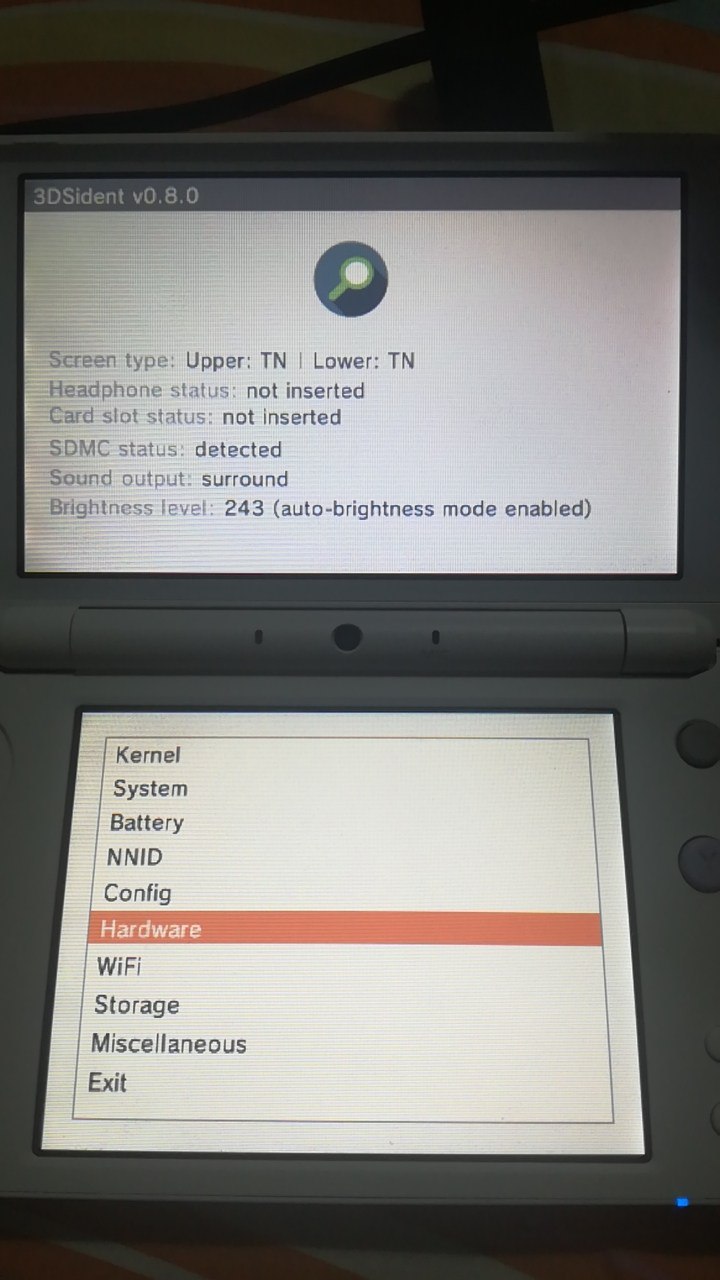 3DSident v0.8.0
Screen type: Upper: TN | Lower: TN
Headphone status: not inserted
Card slot status: not inserted
SDMC status: detected
Sound output: surround
Brightness level: 243 (auto-brightness mode enabled)
Kernel
System
Battery
NNID
Config
Hardware
WiFi
Storage
Miscellaneous
Exit